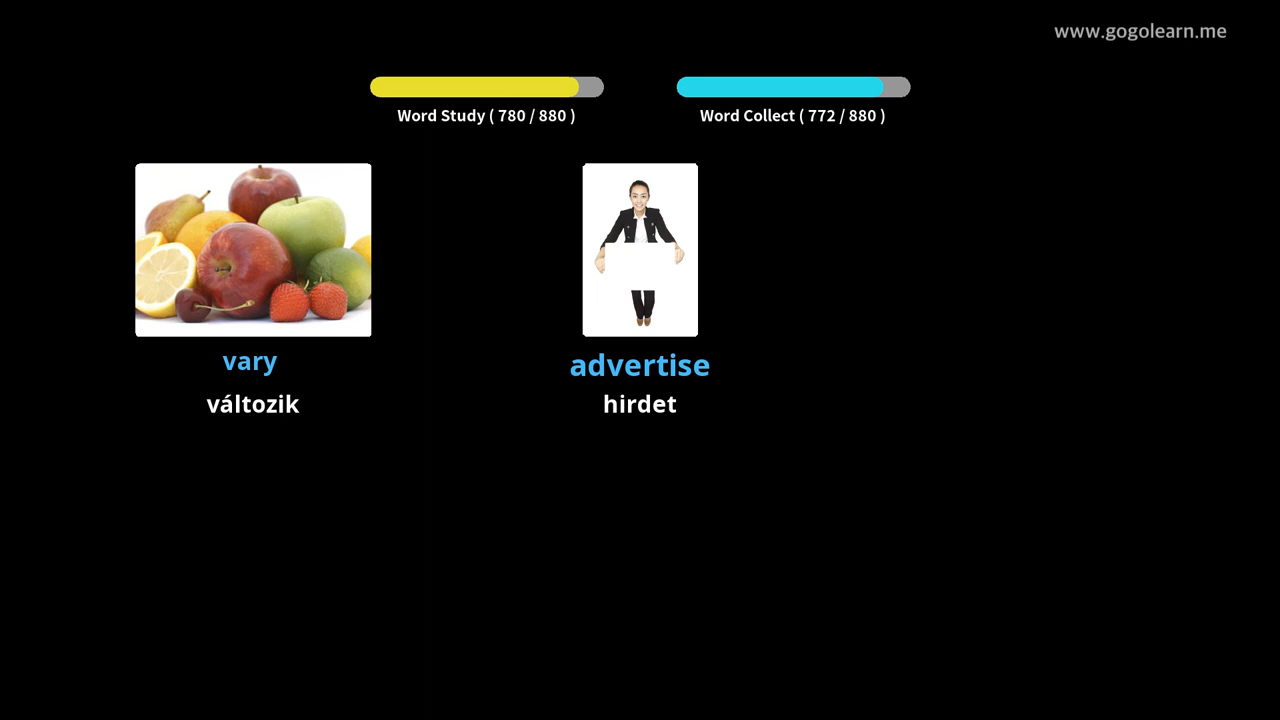 www.gogolearn.me
Word Study ( 780 / 880 )
Word Collect ( 772 / 880 )
vary
változik
advertise
hirdet